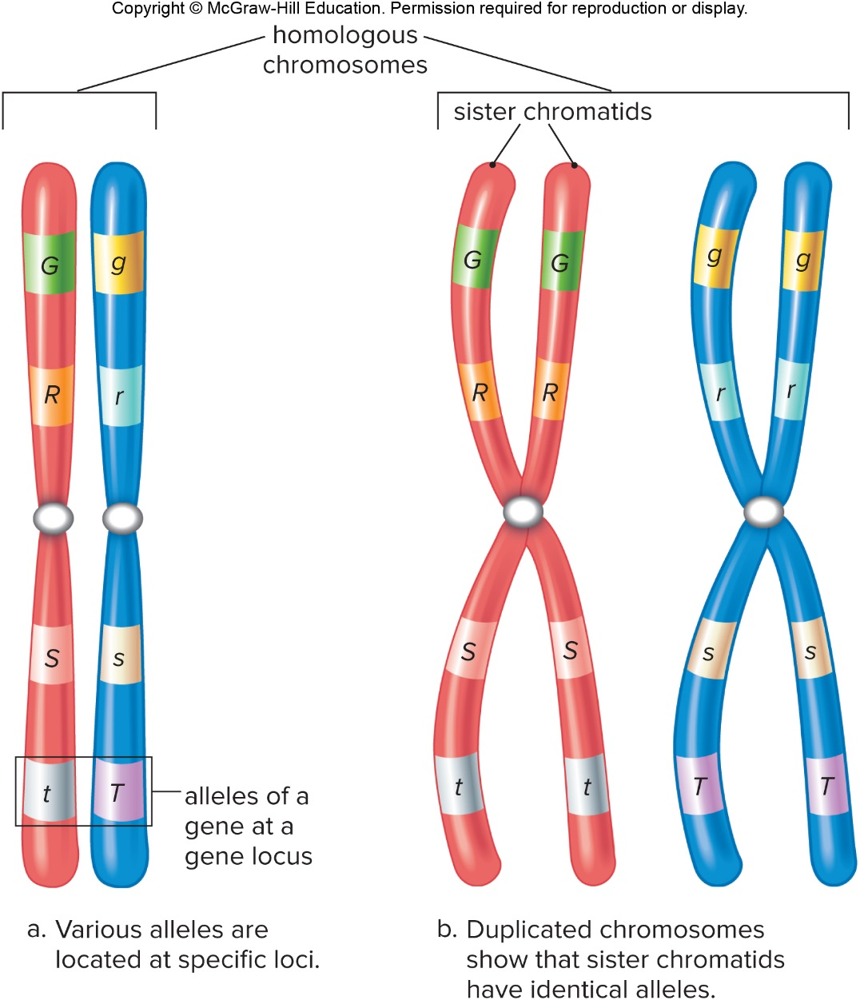 Copyright © McGraw-Hill Education. Permission required for reproduction or display.
homologous
chromosomes
sister chromatids
G g
G G
g g
R r
R R
r r
S s
S S
s s
t T
t t
T T
alleles of a
gene at a
gene locus
a. Various alleles are
located at specific loci.
b. Duplicated chromosomes
show that sister chromatids
have identical alleles.